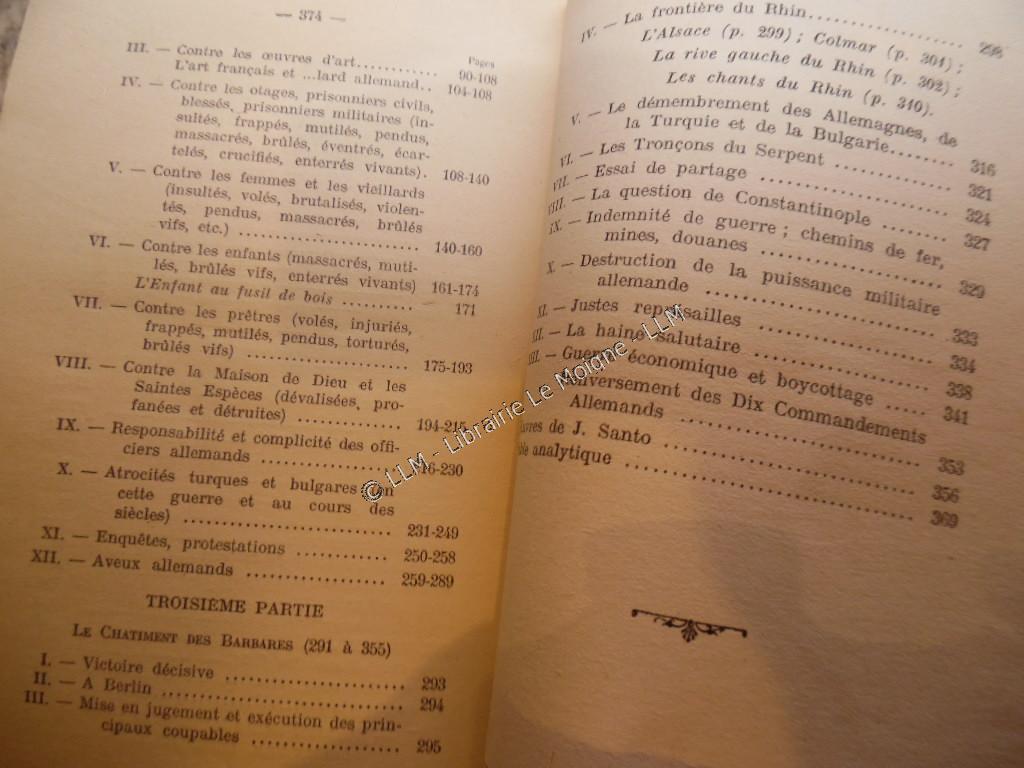 — 374 —
Pages
III. — Contre les œuvres d'art........... 90-108
L'art français et ...lard allemand.. 104-108
IV. — Contre les otages, prisonniers civils,
blessés, prisonniers militaires (in-
sultés, frappés, mutilés, pendus,
massacrés, brûlés, éventrés, écar-
telés, crucifiés, enterrés vivants). 108-140
V. — Contre les femmes et les vieillards
(insultés, volés, brutalisés, violen-
tés, pendus, massacrés, brûlés
vifs, etc.) ........................ 140-160
VI. — Contre les enfants (massacrés, muti-
lés, brûlés vifs, enterrés vivants) 161-174
L'Enfant au fusil de bois ........... 171
VII. — Contre les prêtres (volés, injuriés,
frappés, mutilés, pendus, torturés,
brûlés vifs) ..................... 175-193
VIII. — Contre la Maison de Dieu et les
Saintes Espèces (dévalisées, pro-
fanées et détruites) ............... 194-215
IX. — Responsabilité et complicité des offi-
ciers allemands .................. 216-230
X. — Atrocités turques et bulgares (en
cette guerre et au cours des
siècles) ........................ 231-249
XI. — Enquêtes, protestations ............ 250-258
XII. — Aveux allemands .................. 259-289
TROISIÈME PARTIE
LE CHATIMENT DES BARBARES (291 à 355)
I. — Victoire décisive ..................... 293
II. — A Berlin ........................... 294
III. — Mise en jugement et exécution des prin-
cipaux coupables .................. 295
IV. — La frontière du Rhin.................. 298
L'Alsace (p. 299) ; Colmar (p. 301) ;
La rive gauche du Rhin (p. 302) ;
Les chants du Rhin (p. 310).
V. — Le démembrement des Allemagnes, de
la Turquie et de la Bulgarie........ 316
VI. — Les Tronçons du Serpent ............ 321
VII. — Essai de partage .................. 324
VIII. — La question de Constantinople ........ 327
IX. — Indemnité de guerre ; chemins de fer,
mines, douanes .................. 329
X. — Destruction de la puissance militaire
allemande ........................ 333
XI. — Justes représailles .................. 334
III. — La haine salutaire .................. 338
III. — Guerre économique et boycottage ..... 341
Renversement des Dix Commandements
Allemands ........................ 353
de J. Santo ........................ 356
analytique ........................ 369
© LLM - Librairie Le Moigne - LLM